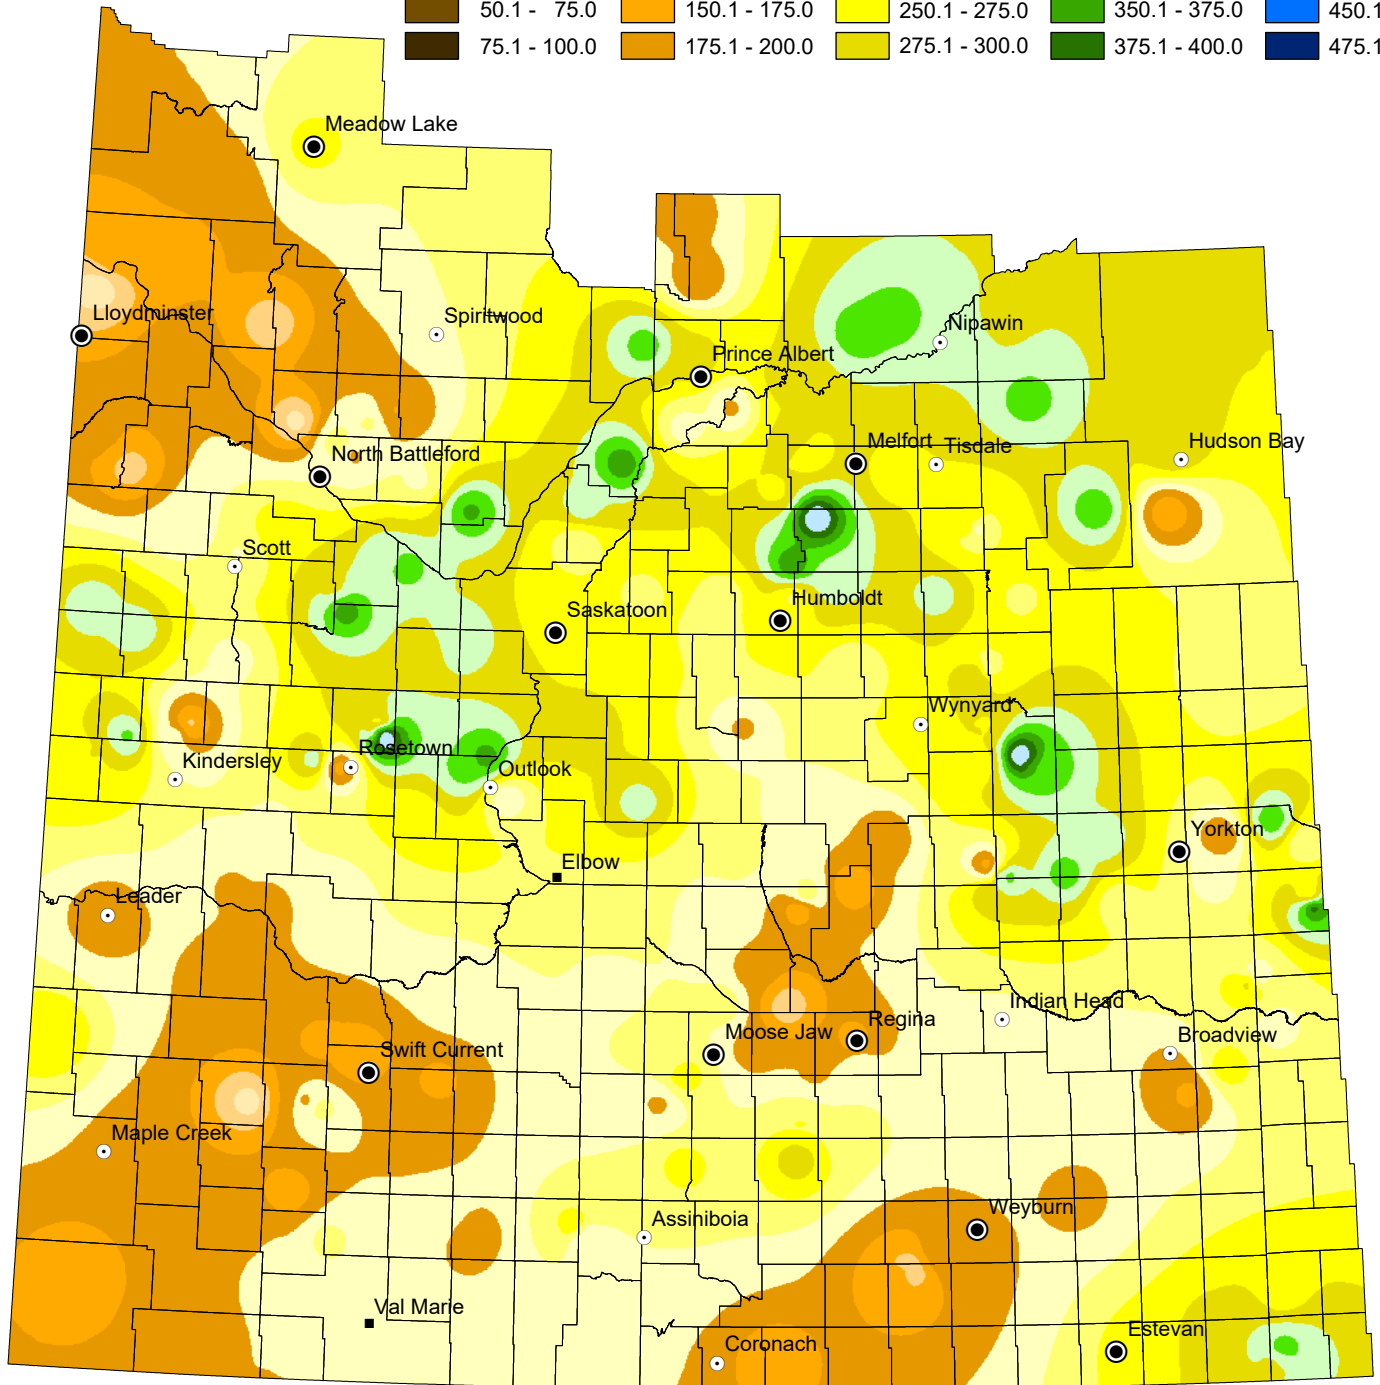 50.1 - 75.0 150.1 - 175.0 250.1 - 275.0 350.1 - 375.0 450.1
75.1 - 100.0 175.1 - 200.0 275.1 - 300.0 375.1 - 400.0 475.1
Meadow Lake
Lloydminster
Spiritwood
Nipawin
Prince Albert
Melfort
Tisdale
Hudson Bay
North Battleford
Scott
Saskatoon
Humboldt
Wynyard
Rosetown
Kindersley
Outlook
Yorkton
Elbow
Leader
Indian Head
Regina
Moose Jaw
Broadview
Swift Current
Maple Creek
Weyburn
Assiniboia
Val Marie
Estevan
Coronach